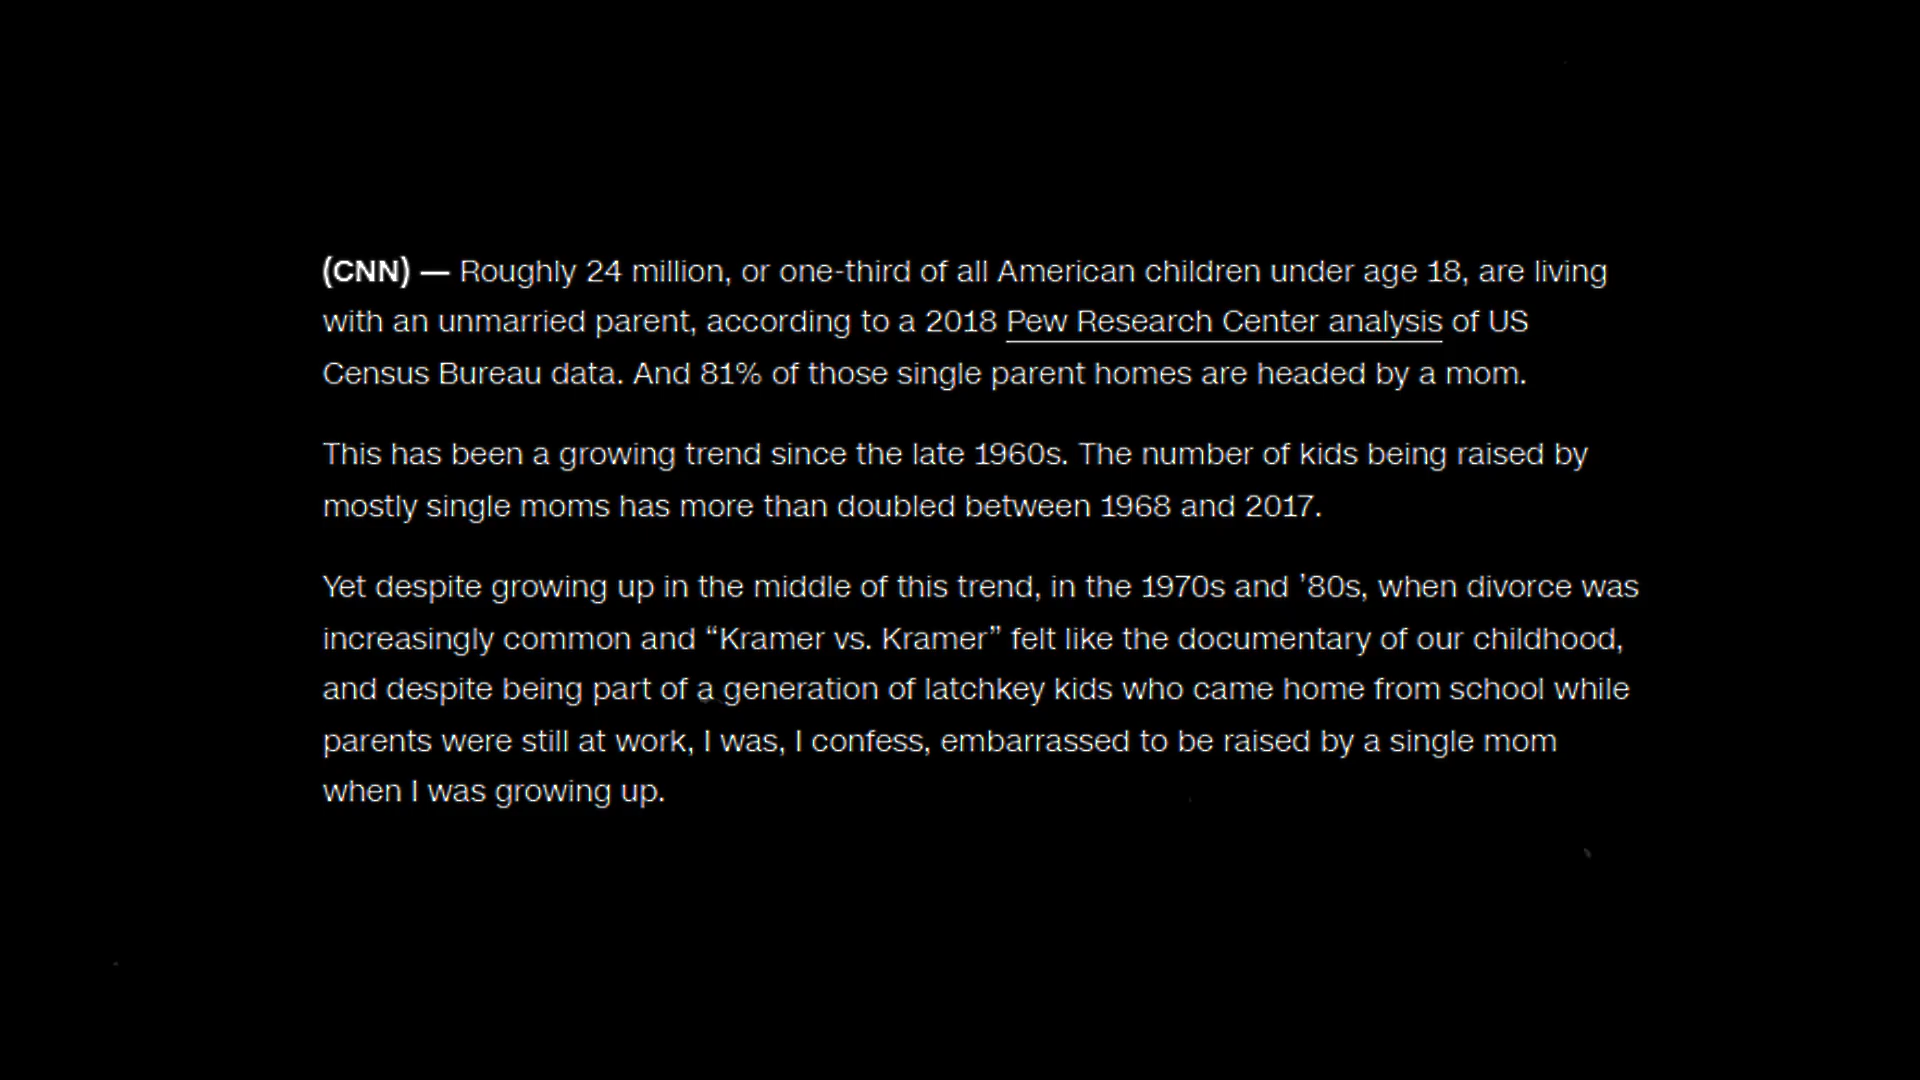 (CNN) — Roughly 24 million, or one-third of all American children under age 18, are living
with an unmarried parent, according to a 2018 Pew Research Center analysis of US
Census Bureau data. And 81% of those single parent homes are headed by a mom.
This has been a growing trend since the late 1960s. The number of kids being raised by
mostly single moms has more than doubled between 1968 and 2017.
Yet despite growing up in the middle of this trend, in the 1970s and ’80s, when divorce was
increasingly common and “Kramer vs. Kramer” felt like the documentary of our childhood,
and despite being part of a generation of latchkey kids who came home from school while
parents were still at work, I was, I confess, embarrassed to be raised by a single mom
when I was growing up.